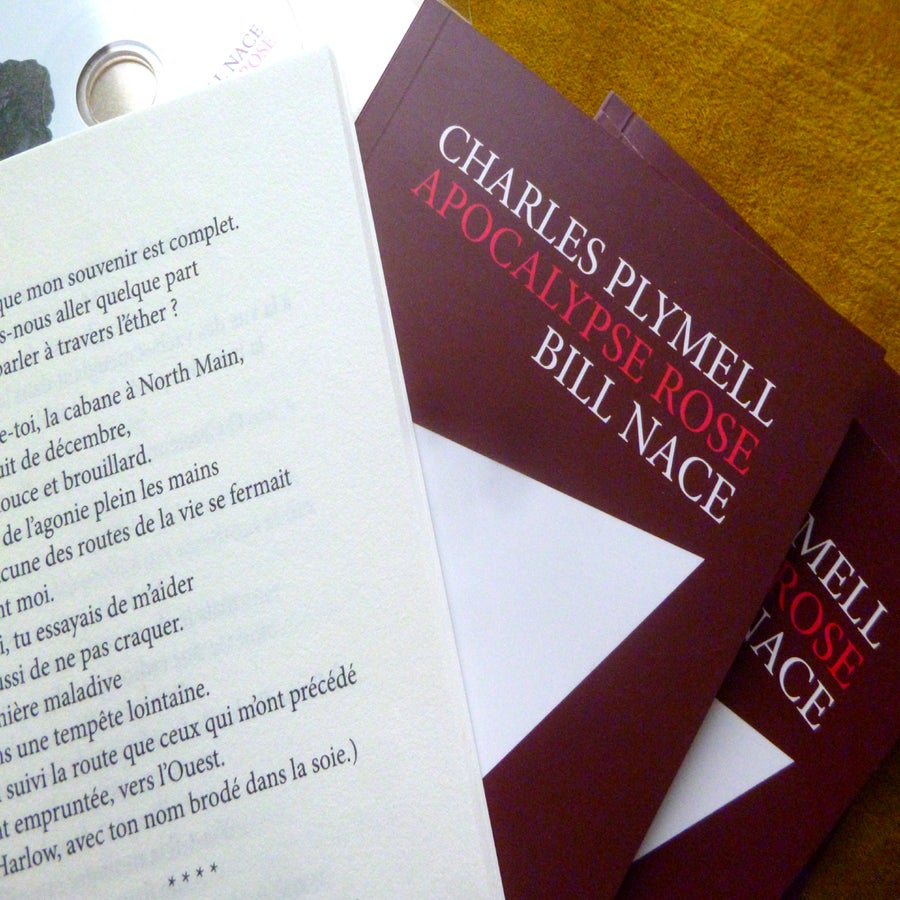 L NACE
ROSE
que mon souvenir est complet.
s-nous aller quelque part
parler à travers l'éther ?
e-toi, la cabane à North Main,
uit de décembre,
ouce et brouillard.
de l'agonie plein les mains
cune des routes de la vie se fermait
nt moi.
i, tu essayais de m'aider
ussi de ne pas craquer.
nière maladive
ns une tempête lointaine.
suivi la route que ceux qui m'ont précédé
nt empruntée, vers l'Ouest.
Harlow, avec ton nom brodé dans la soie.)
****
CHARLES PLYMELL
APOCALYPSE ROSE
BILL NACE
MELL
ROSE
NACE